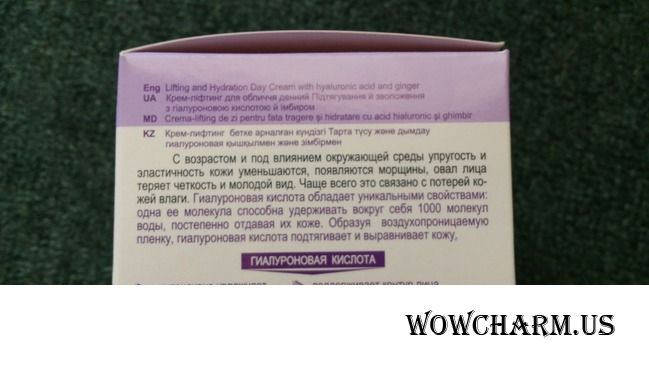 Eng Lifting and Hydration Day Cream with hyaluronic acid and ginger
UA Крем-ліфтинг для обличчя денний Підтягування й зволоження
з гіалуроновою кислотою й імбиром
MD Crema-lifting de zi pentru fata tragere și hidratare cu acid hialuronic și ghimbir
KZ Крем-лифтинг бетке арналған күндізгі Тарта түсу және дымдау
гиалуроновая қышқылмен және зімбірмен
С возрастом и под влиянием окружающей среды упругость и
эластичность кожи уменьшаются, появляются морщины, овал лица
теряет четкость и молодой вид. Чаще всего это связано с потерей ко-
жей влаги. Гиалуроновая кислота обладает уникальными свойствами:
одна ее молекула способна удерживать вокруг себя 1000 молекул
воды, постепенно отдавая их коже. Образуя воздухопроницаемую
пленку, гиалуроновая кислота подтягивает и выравнивает кожу,
ГИАЛУРОНОВАЯ КИСЛОТА
контур лица
WOWCHARM.US